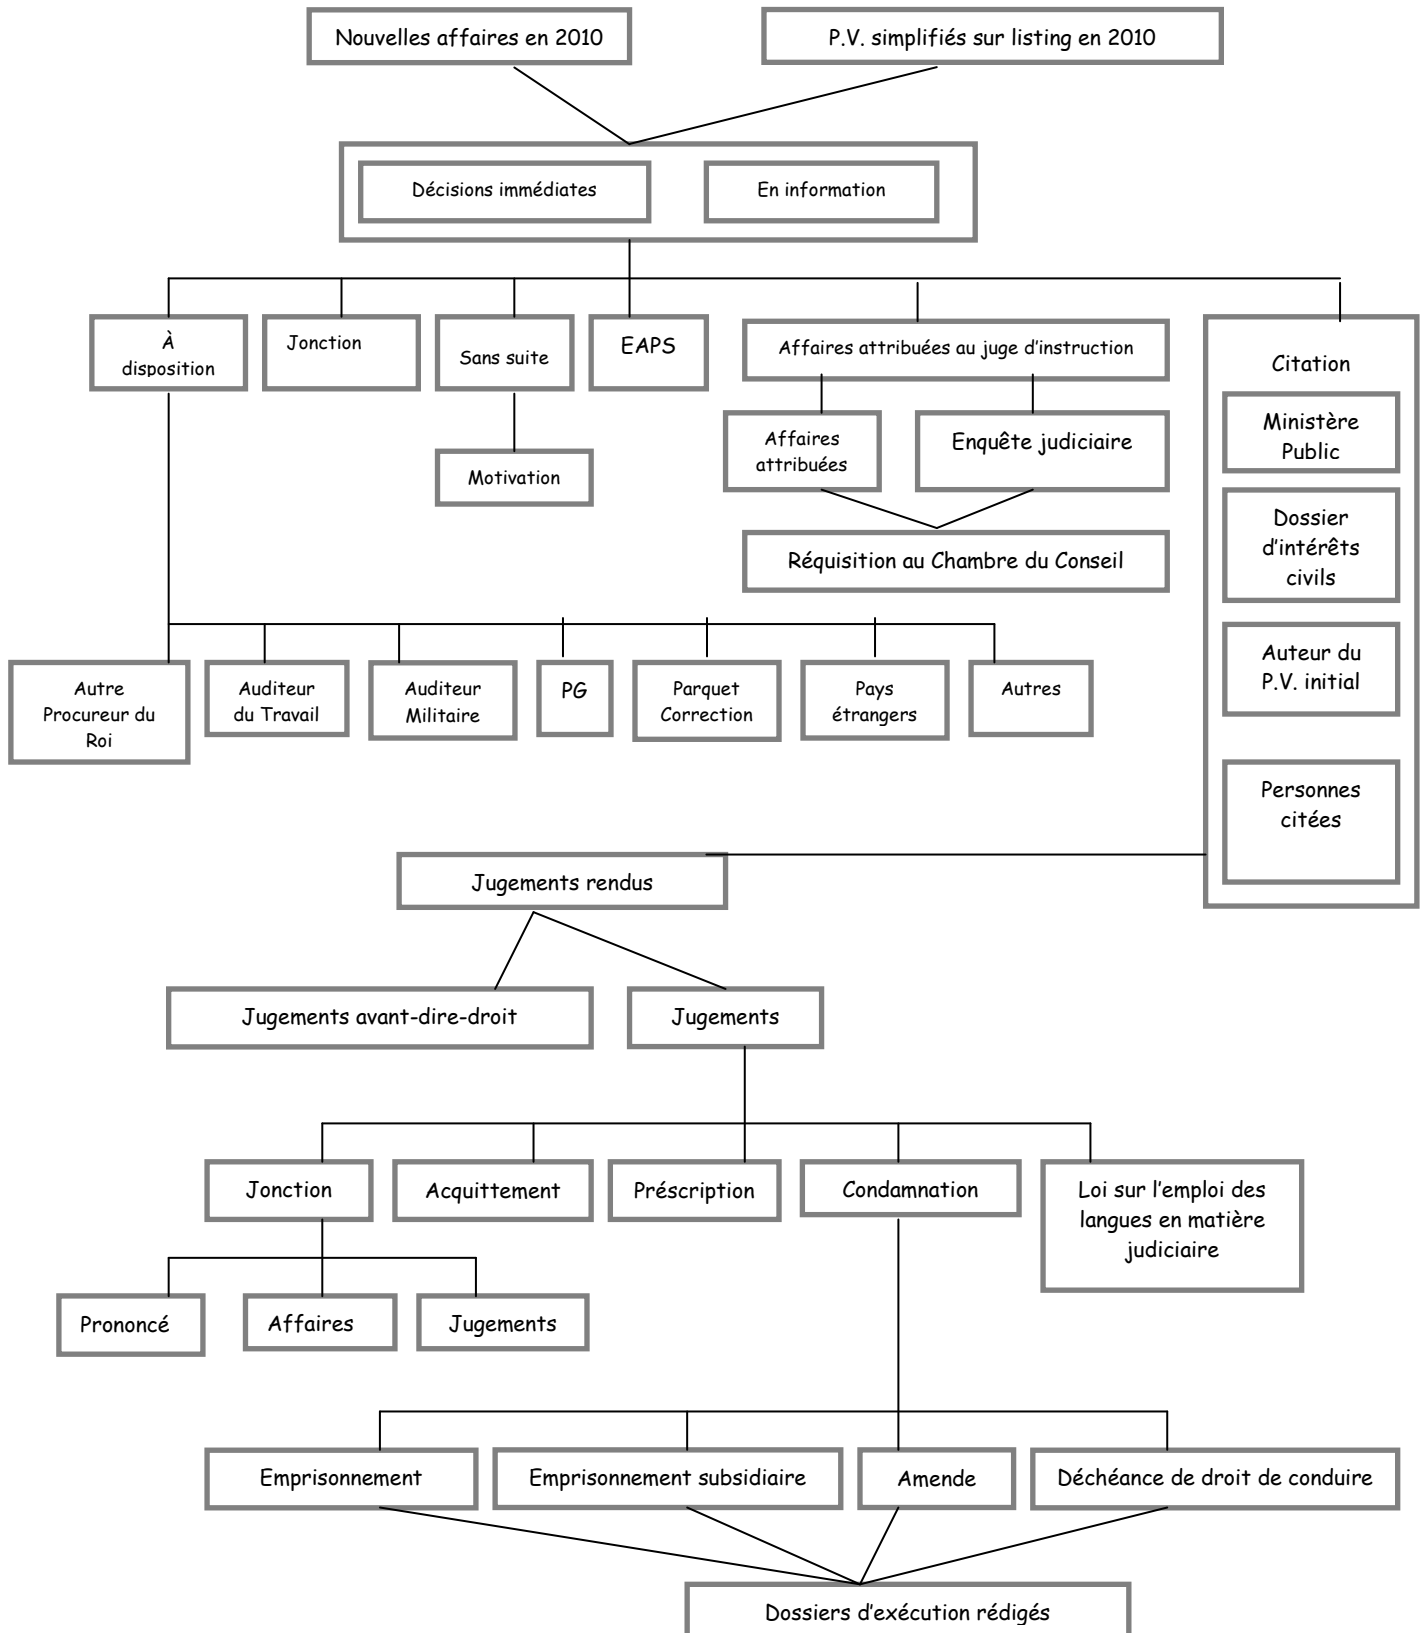 Nouvelles affaires en 2010
P.V. simplifiés sur listing en 2010
Décisions immédiates
En information
À
disposition
Jonction
Sans suite
EAPS
Affaires attribuées au juge d'instruction
Citation
Motivation
Affaires
attribuées
Enquête judiciaire
Ministère
Public
Réquisition au Chambre du Conseil
Dossier
d'intérêts
civils
Auteur du
P.V. initial
Personnes
citées
Autre
Procureur du
Roi
Auditeur
du Travail
Auditeur
Militaire
PG
Parquet
Correction
Pays
étrangers
Autres
Jugements rendus
Jugements avant-dire-droit
Jugements
Jonction
Acquittement
Préscription
Condamnation
Loi sur l'emploi des
langues en matière
judiciaire
Prononcé
Affaires
Jugements
Emprisonnement
Emprisonnement subsidiaire
Amende
Déchéance de droit de conduire
Dossiers d'exécution rédigés